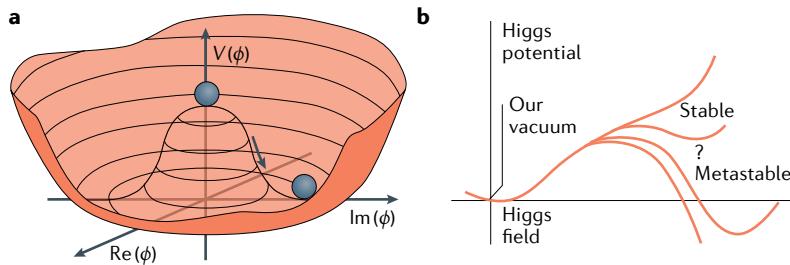 a
V(ϕ)
Im(ϕ)
Re(ϕ)
b
Higgs
potential
Our
vacuum
Stable
?
Metastable
Higgs
field